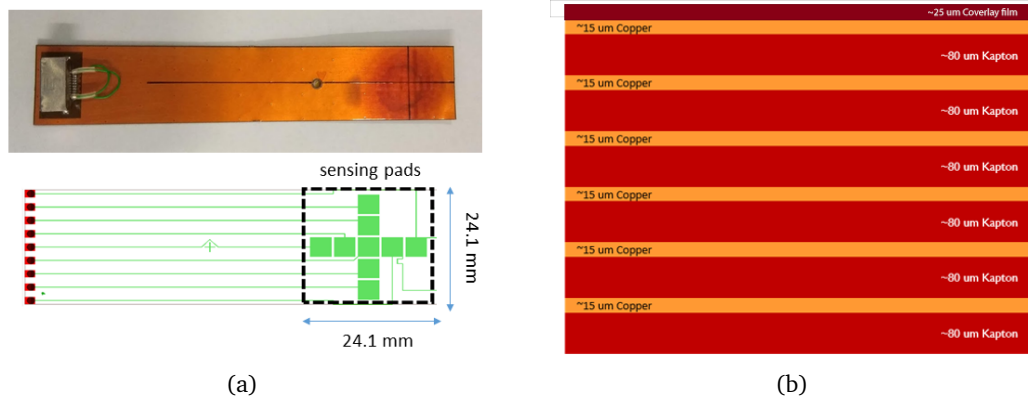 sensing pads
24.1 mm
24.1 mm
(a)
~25 um Coverlay film
~15 um Copper
~80 um Kapton
~15 um Copper
~80 um Kapton
~15 um Copper
~80 um Kapton
~15 um Copper
~80 um Kapton
~15 um Copper
~80 um Kapton
~15 um Copper
~80 um Kapton
(b)